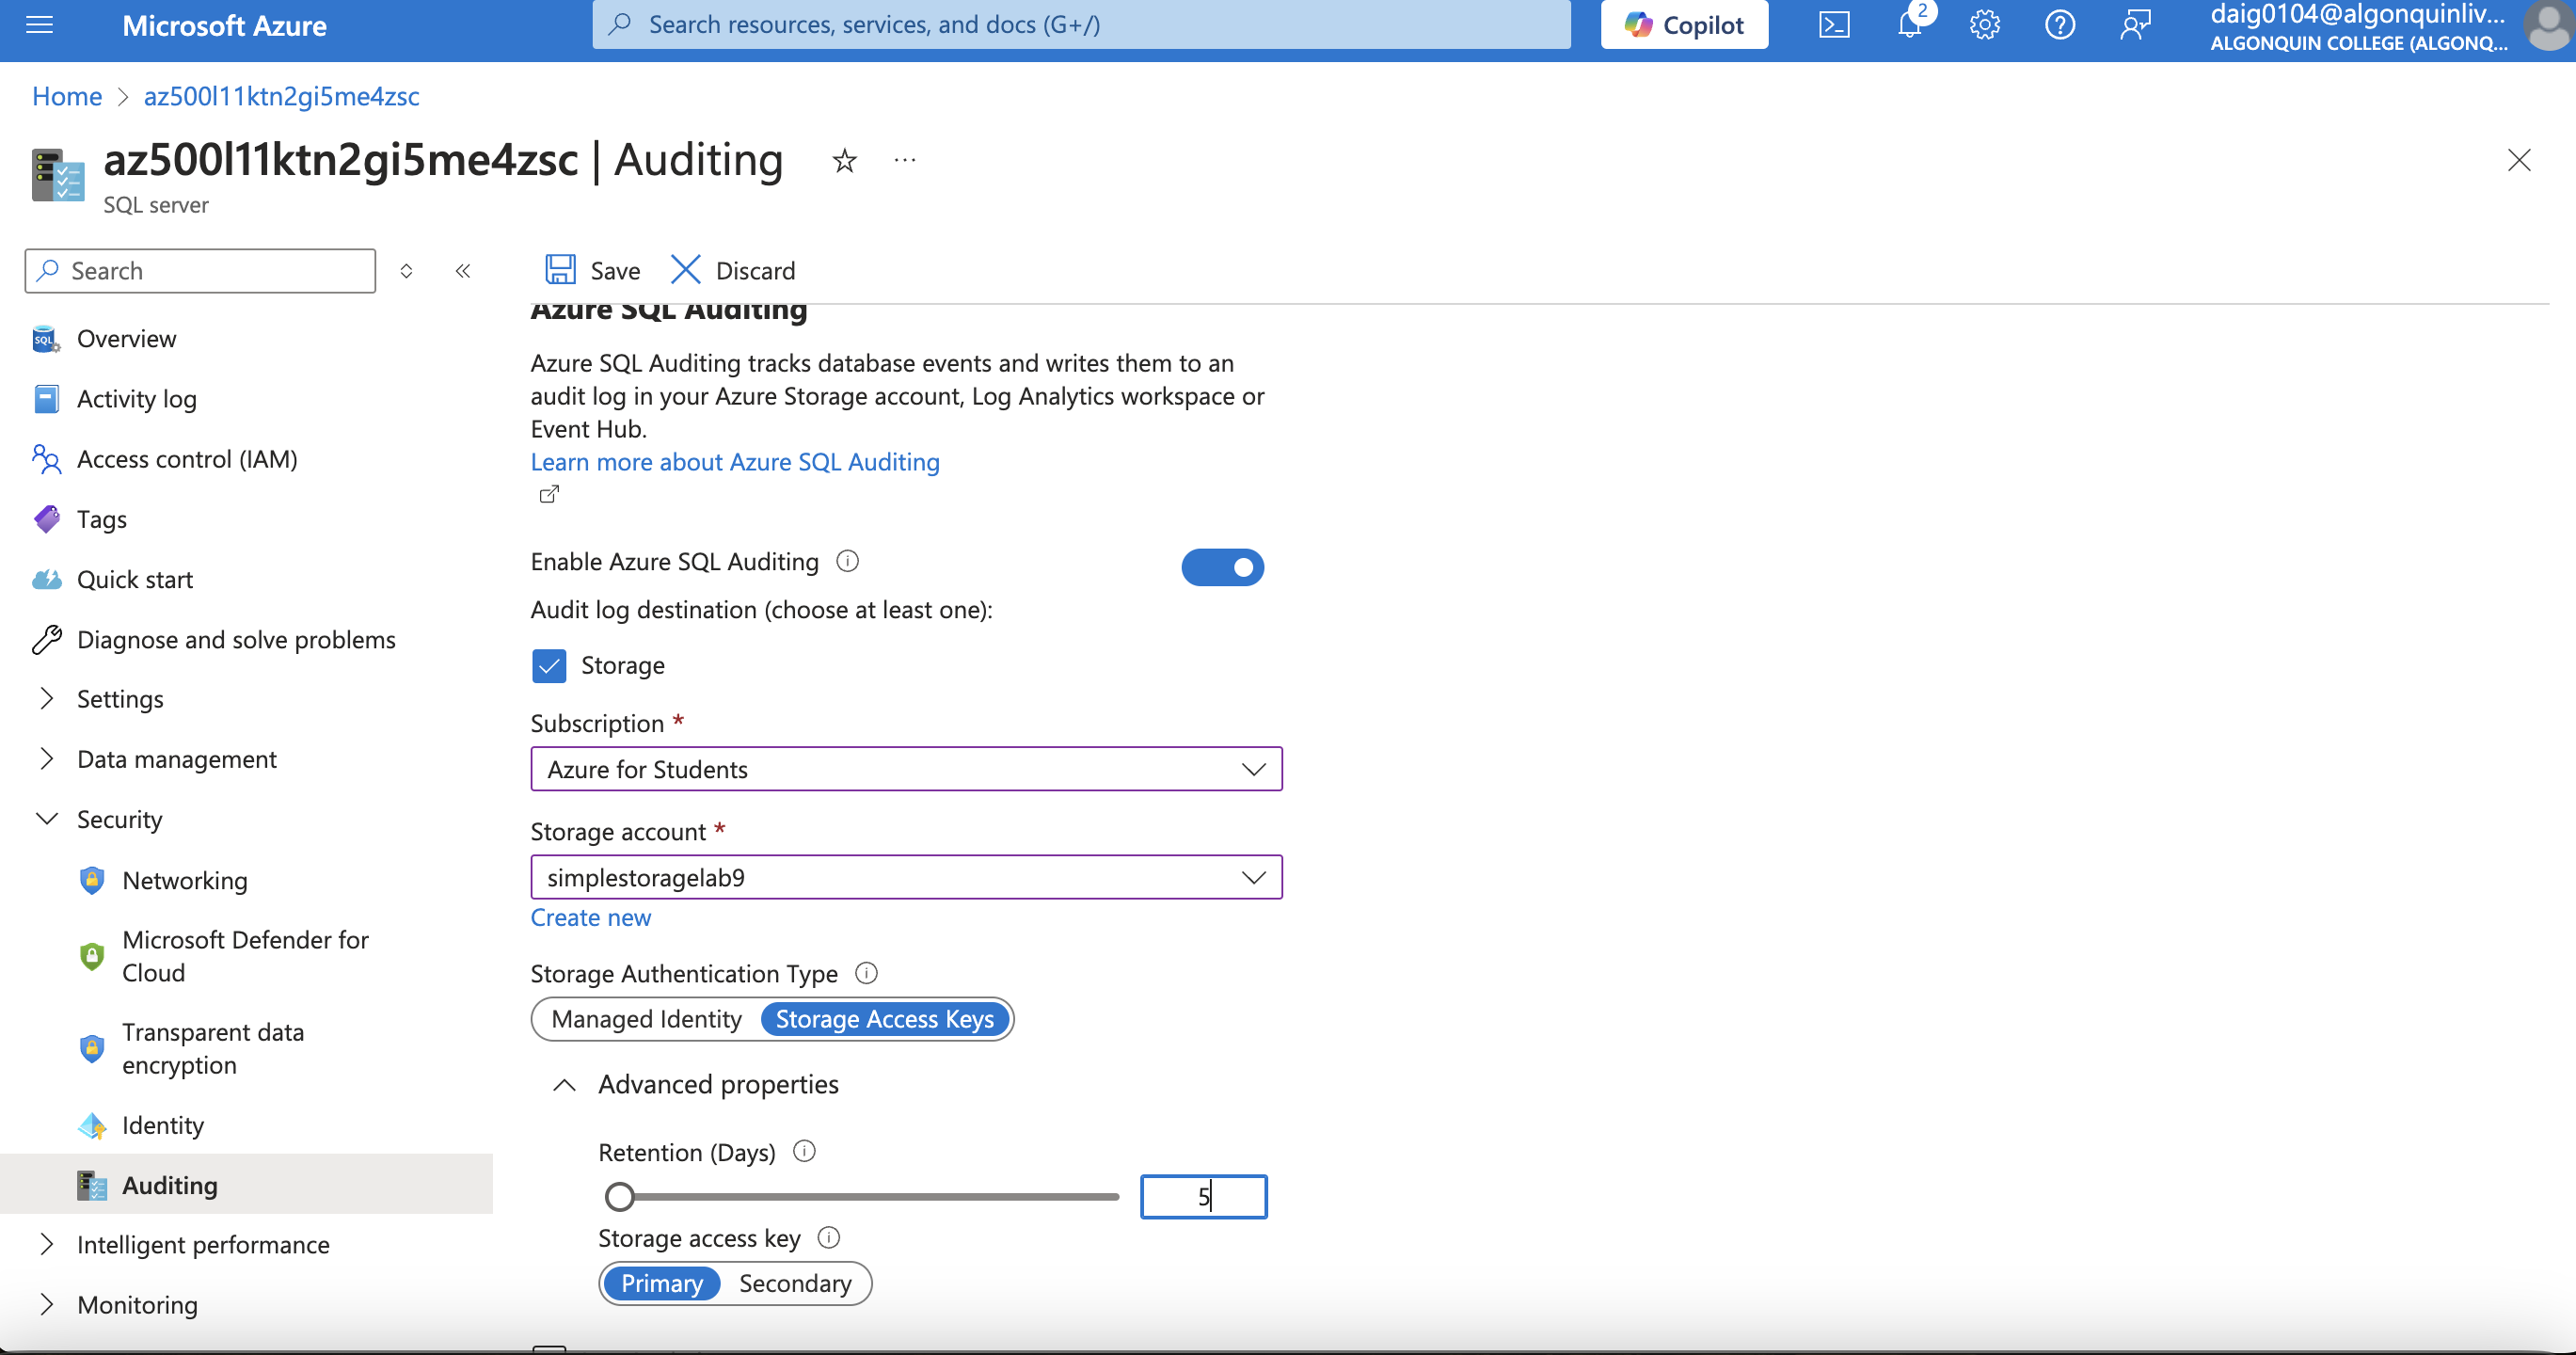 Microsoft Azure
Search resources, services, and docs (G+/)
Copilot
2
daig0104@algonquinliv...
ALGONQUIN COLLEGE (ALGONQ...
Home > az500l11ktn2gi5me4zsc
az500l11ktn2gi5me4zsc | Auditing
SQL server
Search
Save
Discard
Overview
Activity log
Access control (IAM)
Tags
Quick start
Diagnose and solve problems
Settings
Data management
Security
Networking
Microsoft Defender for
Cloud
Transparent data
encryption
Identity
Auditing
Intelligent performance
Monitoring
Azure SQL Auditing
Azure SQL Auditing tracks database events and writes them to an
audit log in your Azure Storage account, Log Analytics workspace or
Event Hub.
Learn more about Azure SQL Auditing
Enable Azure SQL Auditing
Audit log destination (choose at least one):
Storage
Subscription *
Azure for Students
Storage account *
simplestoragelab9
Create new
Storage Authentication Type
Managed Identity
Storage Access Keys
Advanced properties
Retention (Days)
5
Storage access key
Primary
Secondary